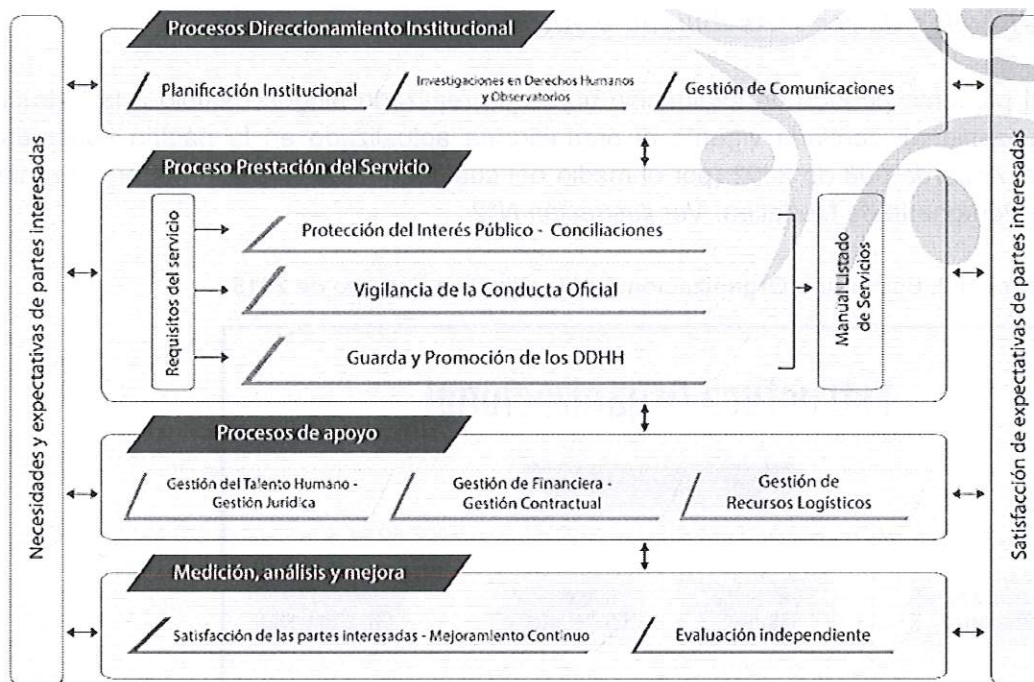 Necesidades y expectativas de partes interesadas
Procesos Direccionamiento Institucional
Planificación Institucional
Investigaciones en Derechos Humanos
y Observatorios
Gestión de Comunicaciones
Proceso Prestación del Servicio
Requisitos del servicio
Protección del Interés Público - Conciliaciones
Vigilancia de la Conducta Oficial
Guarda y Promoción de los DDHH
Manual Listado
de Servicios
Procesos de apoyo
Gestión del Talento Humano -
Gestión Jurídica
Gestión de Financiera -
Gestión Contractual
Gestión de
Recursos Logísticos
Medición, análisis y mejora
Satisfacción de las partes interesadas - Mejoramiento Continuo
Evaluación independiente
Satisfacción de expectativas de partes interesadas